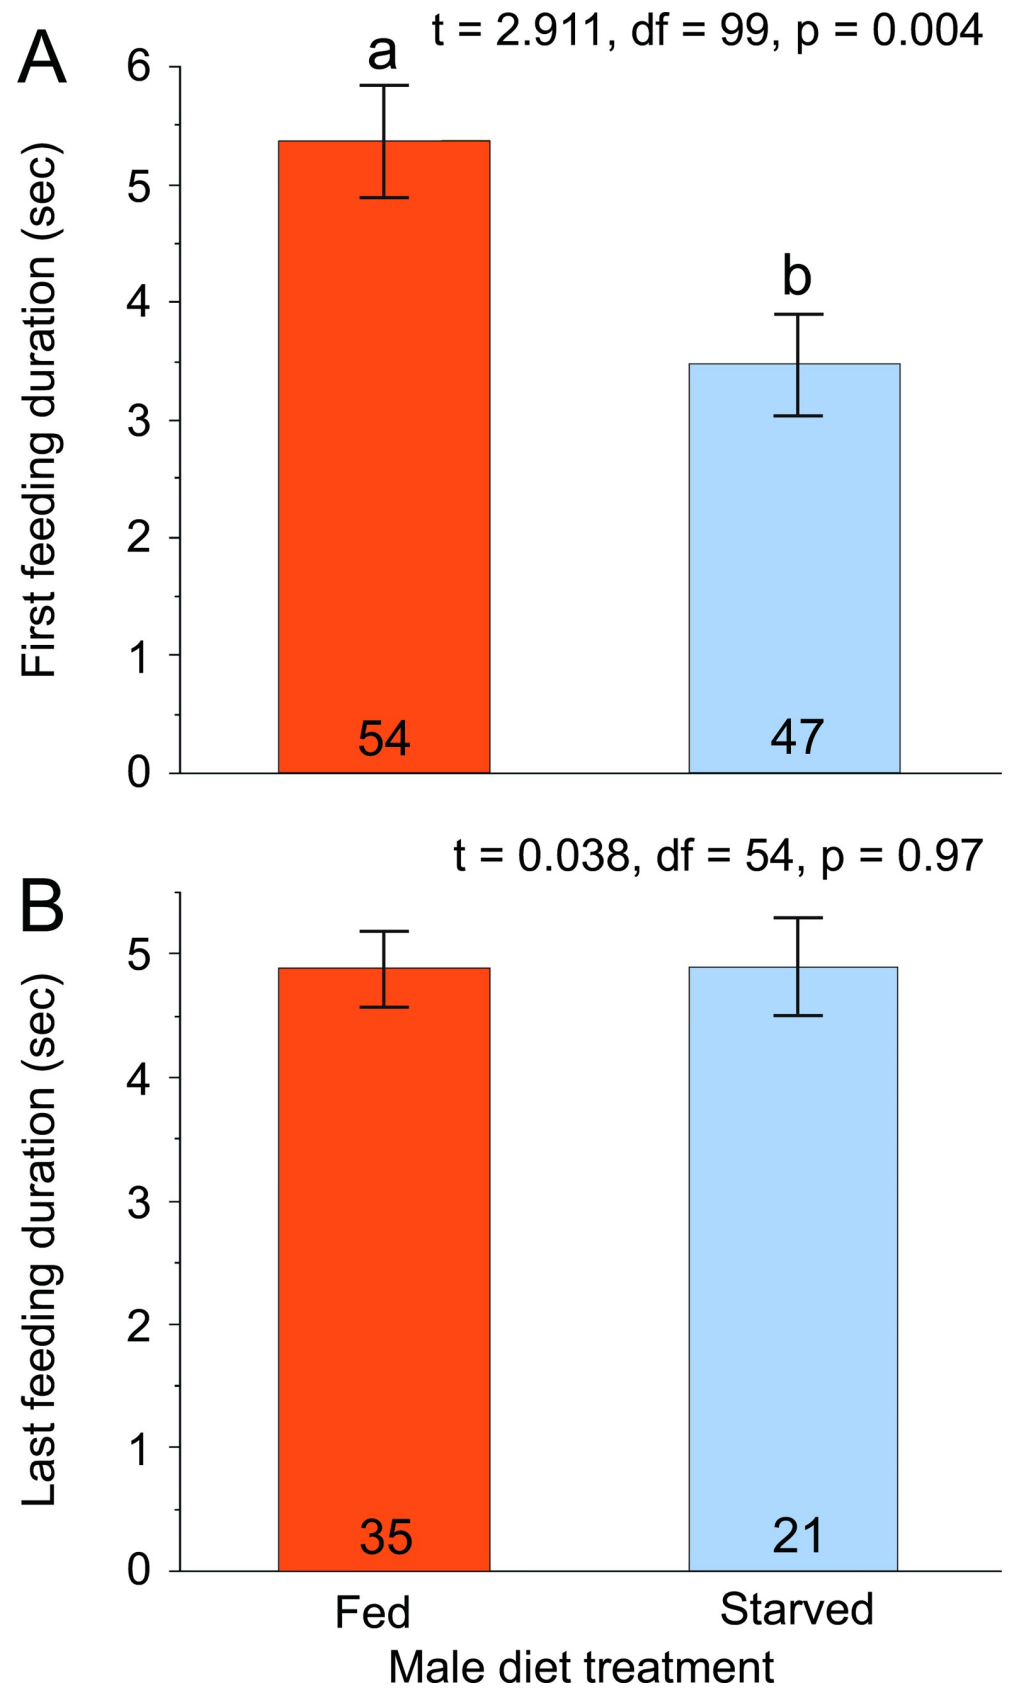 A
t = 2.911, df = 99, p = 0.004
a
b
First feeding duration (sec)
6
5
4
3
2
1
0
54
47
B
t = 0.038, df = 54, p = 0.97
Last feeding duration (sec)
5
4
3
2
1
0
35
21
Fed
Starved
Male diet treatment